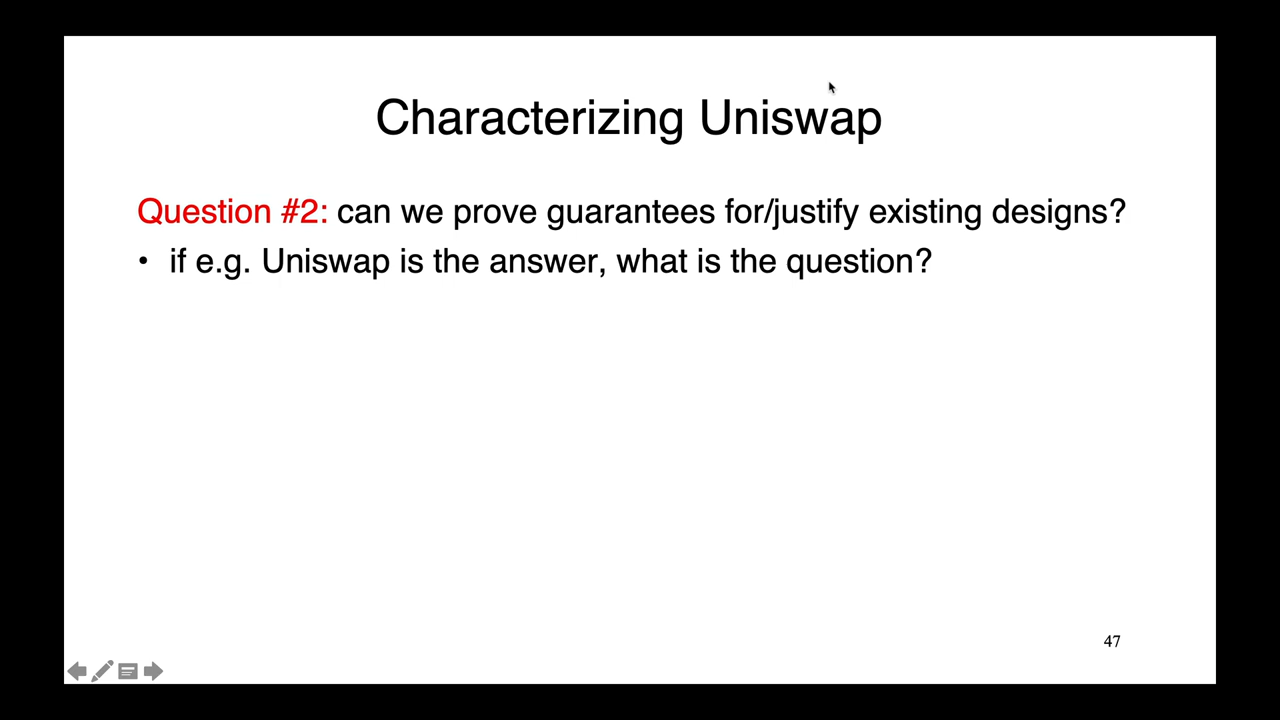 Characterizing Uniswap
Question #2: can we prove guarantees for/justify existing designs?
• if e.g. Uniswap is the answer, what is the question?
47